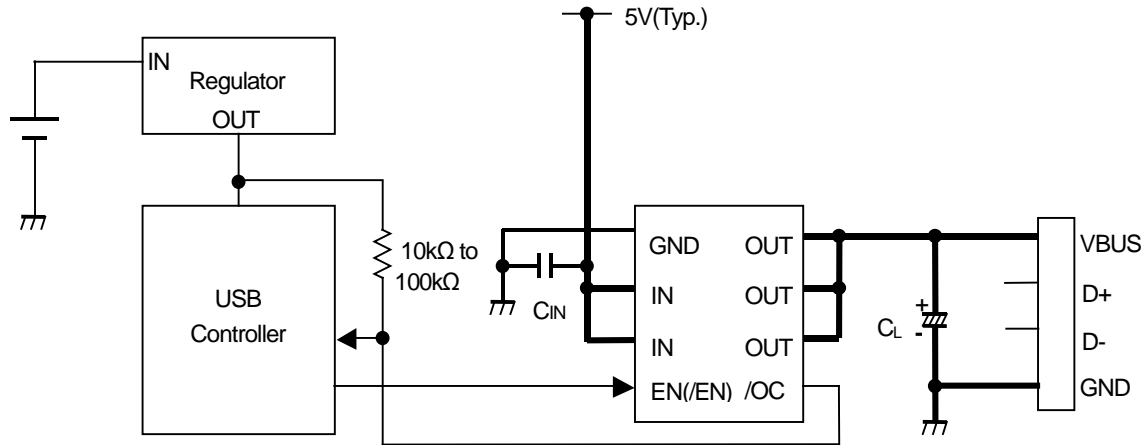 5V(Typ.)
IN
Regulator
OUT
USB
Controller
10kΩ to
100kΩ
CIN
GND OUT
IN OUT
IN OUT
EN(/EN) /OC
+
CL
-
VBUS
D+
D-
GND